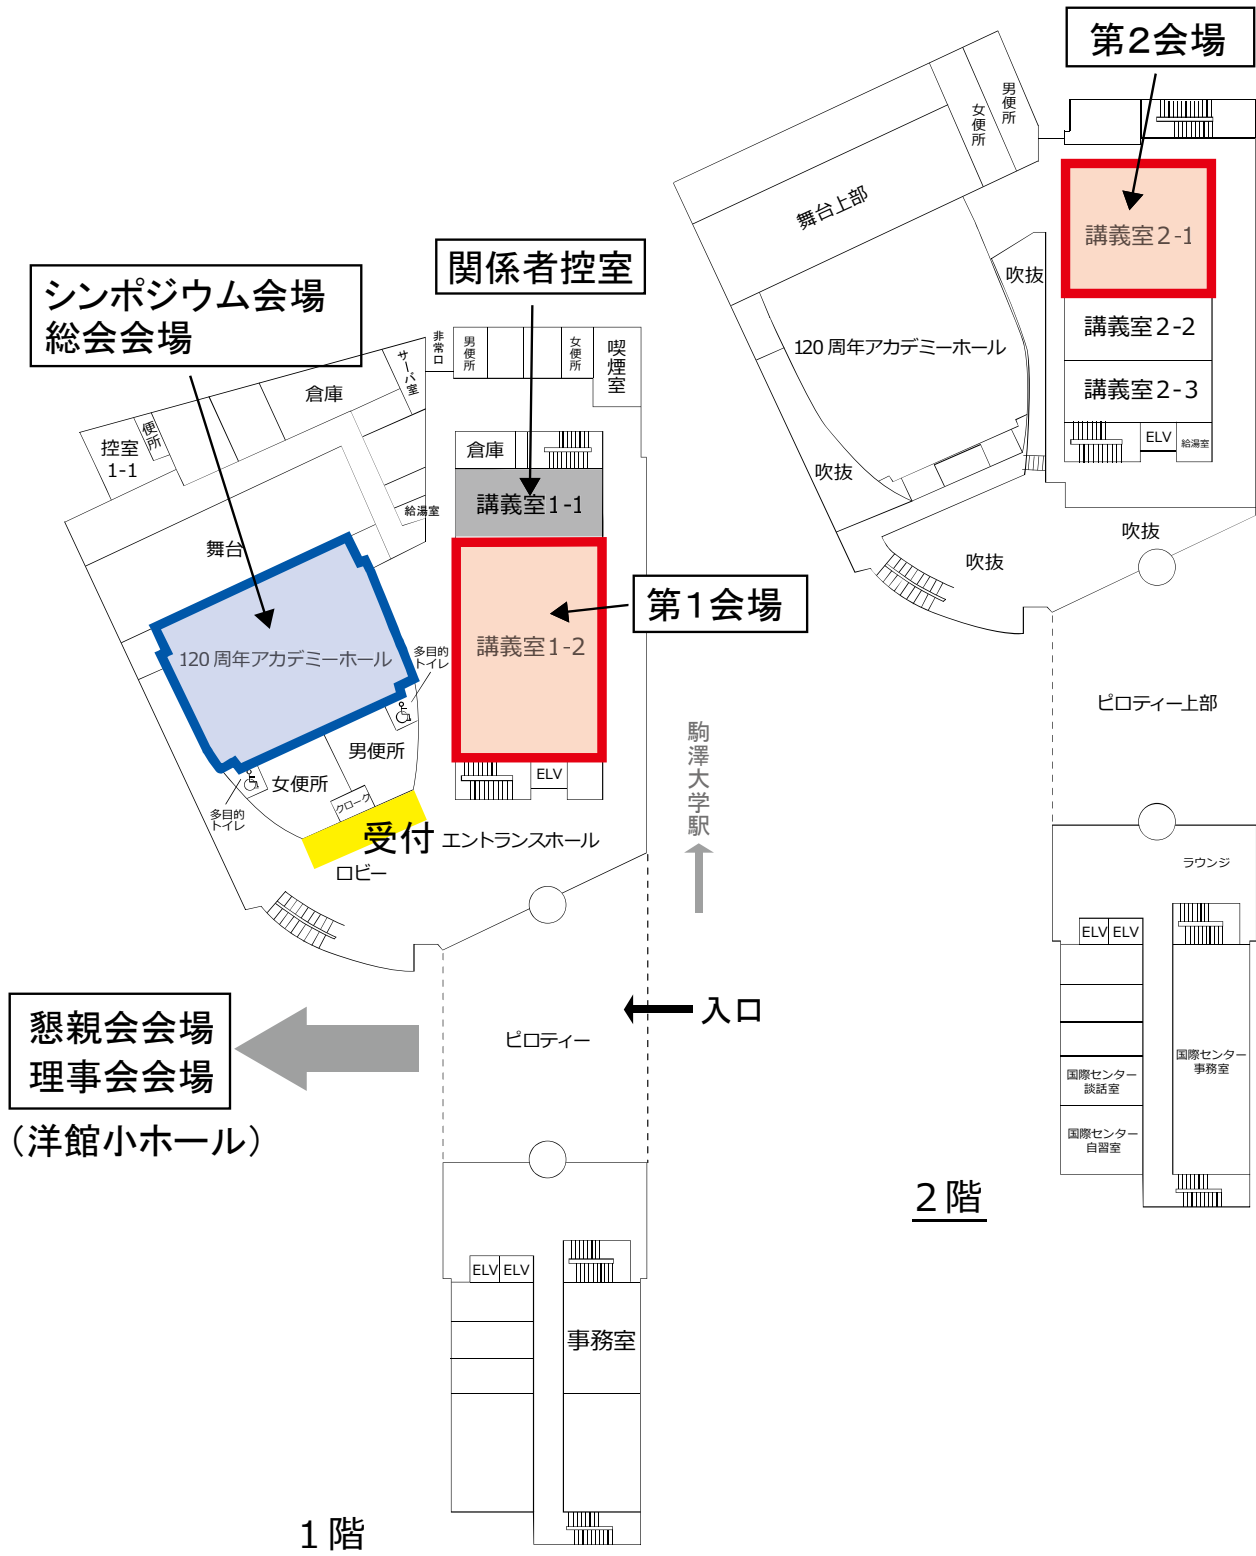 第2会場
男便所
女便所
舞台上部
講義室2-1
吹抜
講義室2-2
120周年アカデミーホール
講義室2-3
ELV
給湯室
吹抜
吹抜
吹抜
ピロティー上部
ラウンジ
ELV ELV
国際センター
事務室
国際センター
談話室
国際センター
自習室
2階
関係者控室
シンポジウム会場
総会会場
非常口
男便所
女便所
喫煙室
サーバ室
倉庫
便所
控室
1-1
倉庫
講義室1-1
給湯室
舞台
第1会場
講義室1-2
120周年アカデミーホール
多目的
トイレ
男便所
女便所
ELV
多目的
トイレ
クローク
受付
エントランスホール
ロビー
駒澤大学駅
入口
懇親会会場
理事会会場
(洋館小ホール)
ピロティー
ELV ELV
事務室
1階